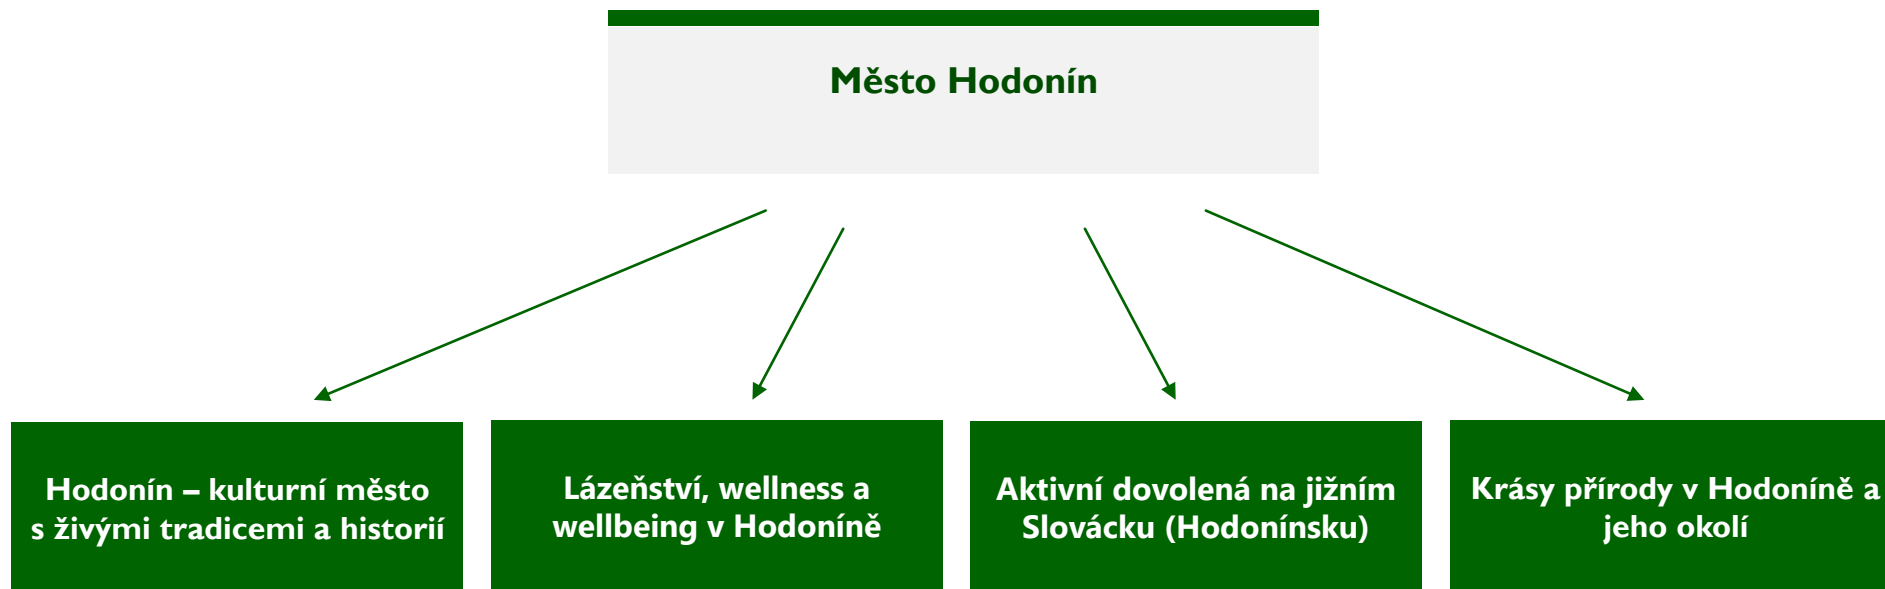 Město Hodonín
Hodonín – kulturní město
s živými tradicemi a historií
Lázeňství, wellness a
wellbeing v Hodoníně
Aktivní dovolená na jižním
Slovácku (Hodonínsku)
Krásy přírody v Hodoníně a
jeho okolí